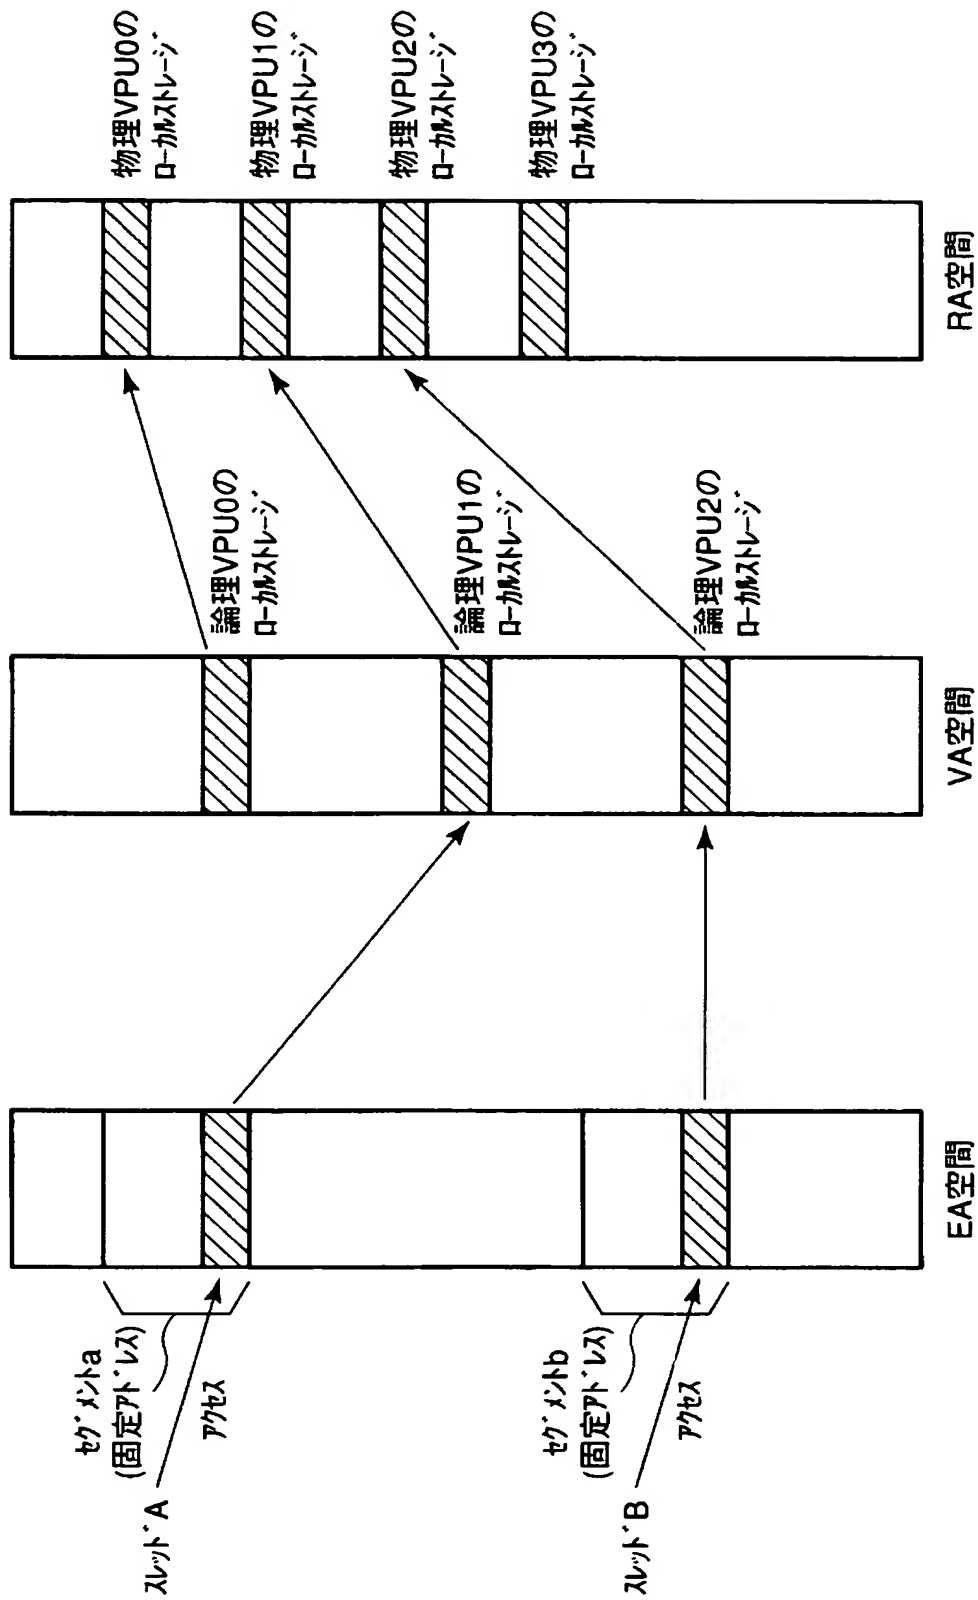 スレッドA
セグメントa
(固定アドレス)
アクセス
スレッドB
セグメントb
(固定アドレス)
アクセス
EA空間
論理VPU0の
ローカルストレージ
論理VPU1の
ローカルストレージ
論理VPU2の
ローカルストレージ
VA空間
物理VPU0の
ローカルストレージ
物理VPU1の
ローカルストレージ
物理VPU2の
ローカルストレージ
物理VPU3の
ローカルストレージ
RA空間